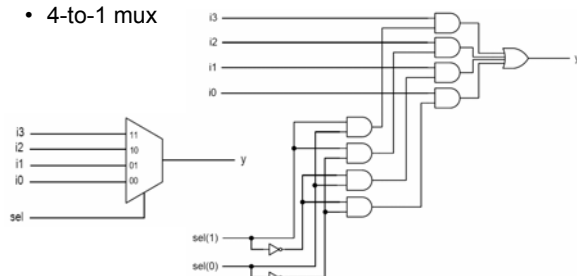 • 4-to-1 mux
i3
i2
i1
i0
y
i3
i2
i1
i0
11
10
01
00
y
sel
sel(1)
sel(0)